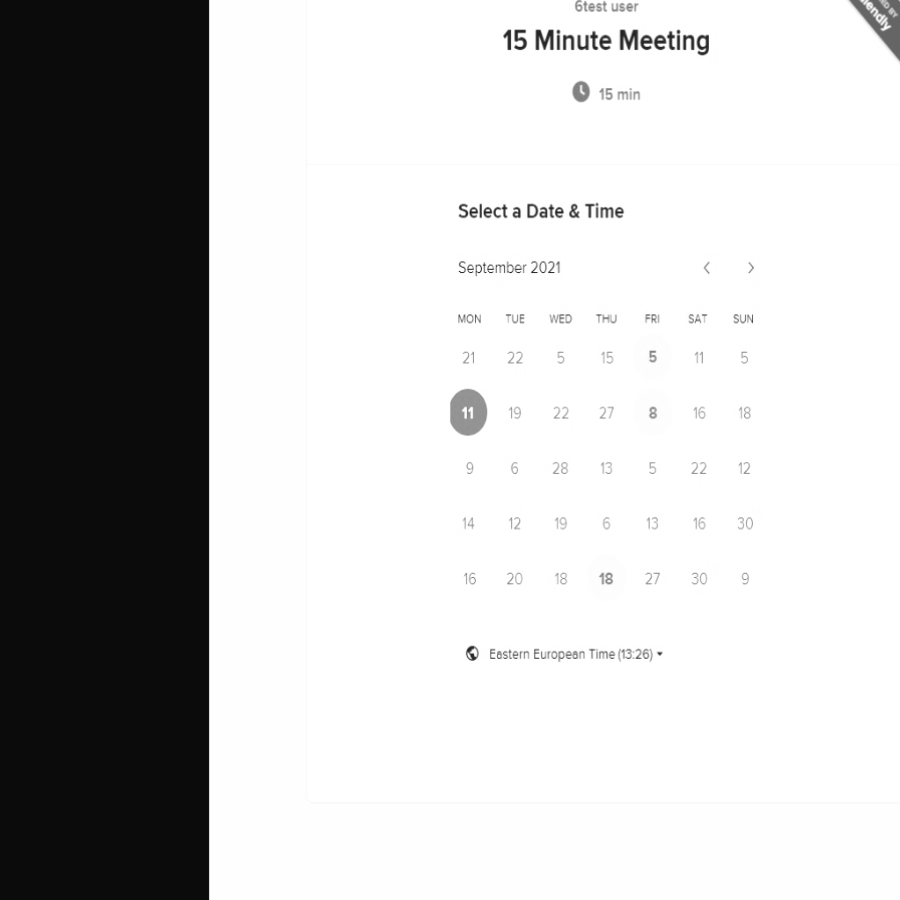 6test user
15 Minute Meeting
15 min
Select a Date & Time
September 2021
MON TUE WED THU FRI SAT SUN
21 22 5 15 5 11 5
11 19 22 27 8 16 18
9 6 28 13 5 22 12
14 12 19 6 13 16 30
16 20 18 18 27 30 9
Eastern European Time (13:26)